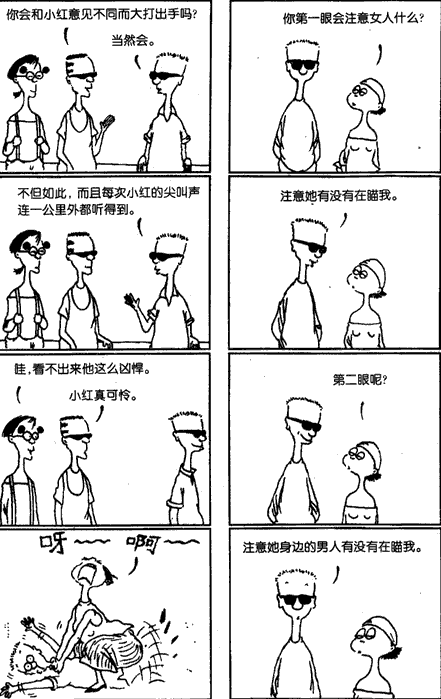 你会和小红意见不同而大打出手吗?
当然会。
不但如此，而且每次小红的尖叫声
连一公里外都听得到。
哇，看不出来他这么凶悍。
小红真可怜。
呀~~ 啊~~
你第一眼会注意女人什么?
注意她有没有在瞄我。
第二眼呢?
注意她身边的男人有没有在瞄我。